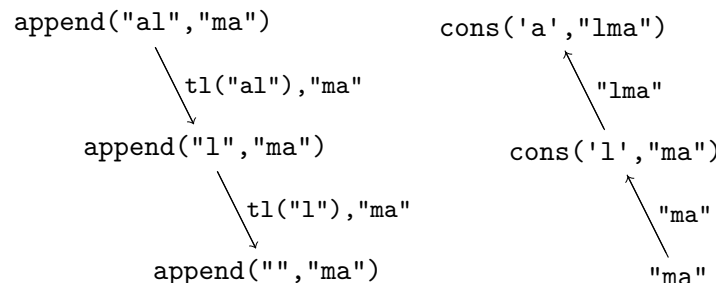 append("al","ma") cons('a',"lma")
tl("al"),"ma" "lma"
append("l","ma") cons('l',"ma")
tl("l"),"ma" "ma"
append("","ma") "ma"